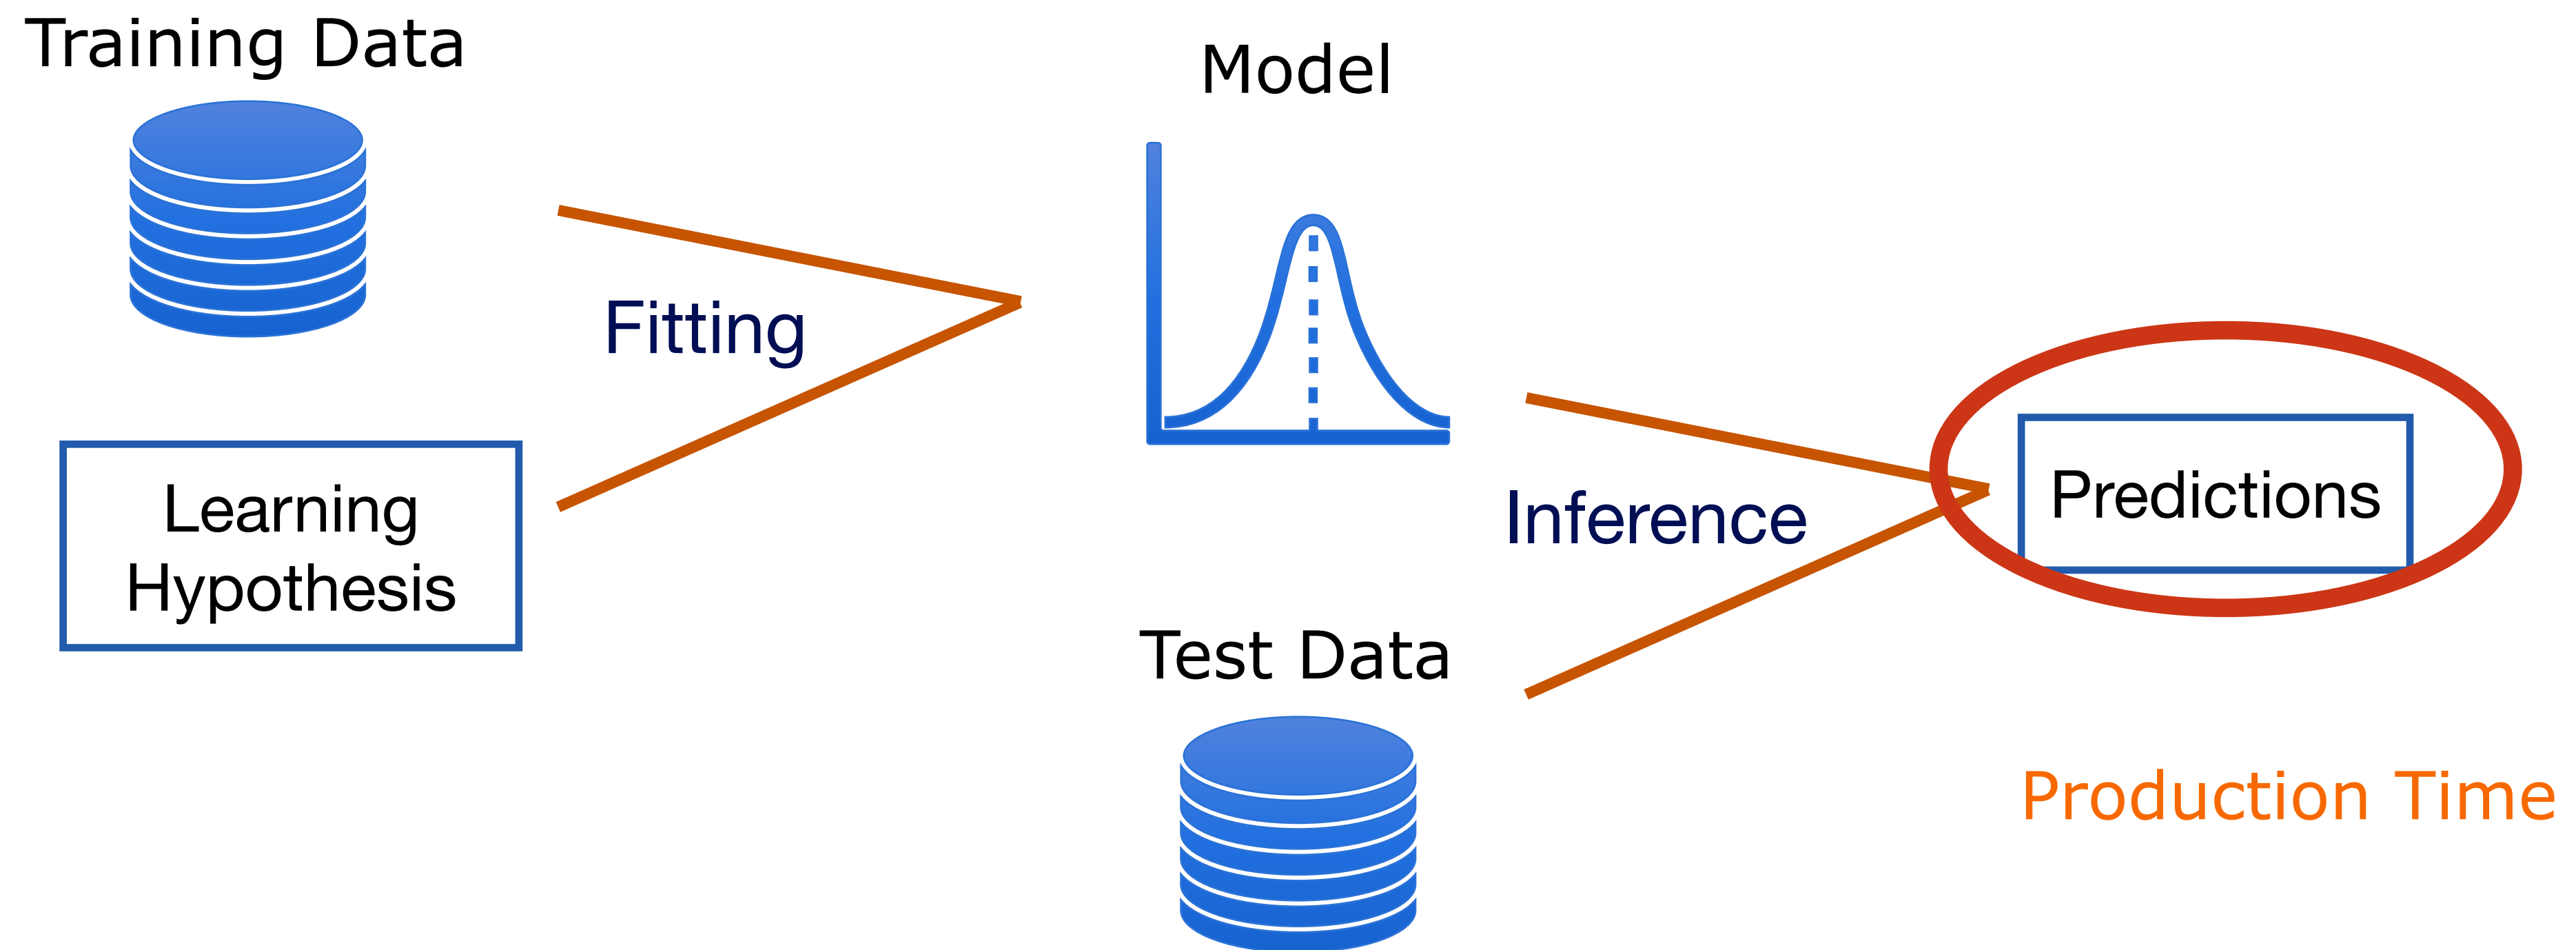 Training Data
Model
Fitting
Learning
Hypothesis
Inference
Predictions
Test Data
Production Time